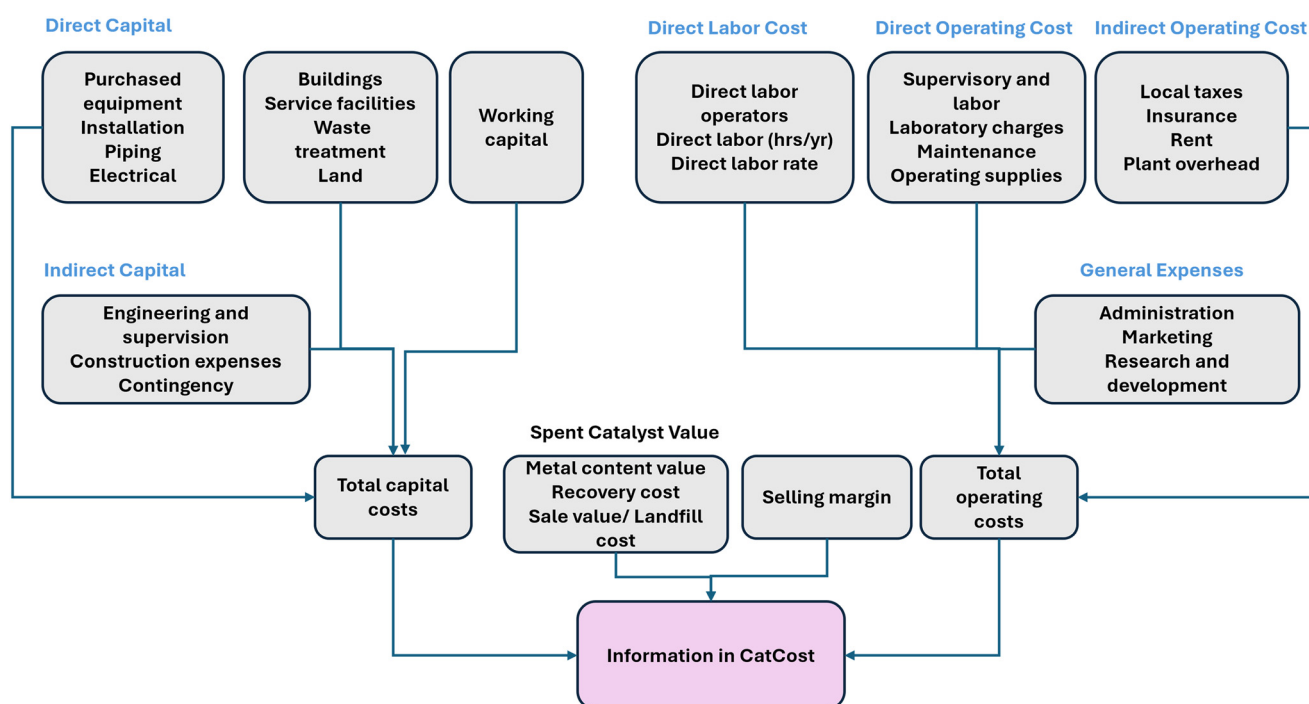 Direct Capital
Purchased
equipment
Installation
Piping
Electrical
Buildings
Service facilities
Waste
treatment
Land
Working
capital
Direct Labor Cost
Direct labor
operators
Direct labor (hrs/yr)
Direct labor rate
Direct Operating Cost
Supervisory and
labor
Laboratory charges
Maintenance
Operating supplies
Indirect Operating Cost
Local taxes
Insurance
Rent
Plant overhead
Indirect Capital
Engineering and
supervision
Construction expenses
Contingency
General Expenses
Administration
Marketing
Research and
development
Total capital
costs
Spent Catalyst Value
Metal content value
Recovery cost
Sale value/ Landfill
cost
Selling margin
Total
operating
costs
Information in CatCost